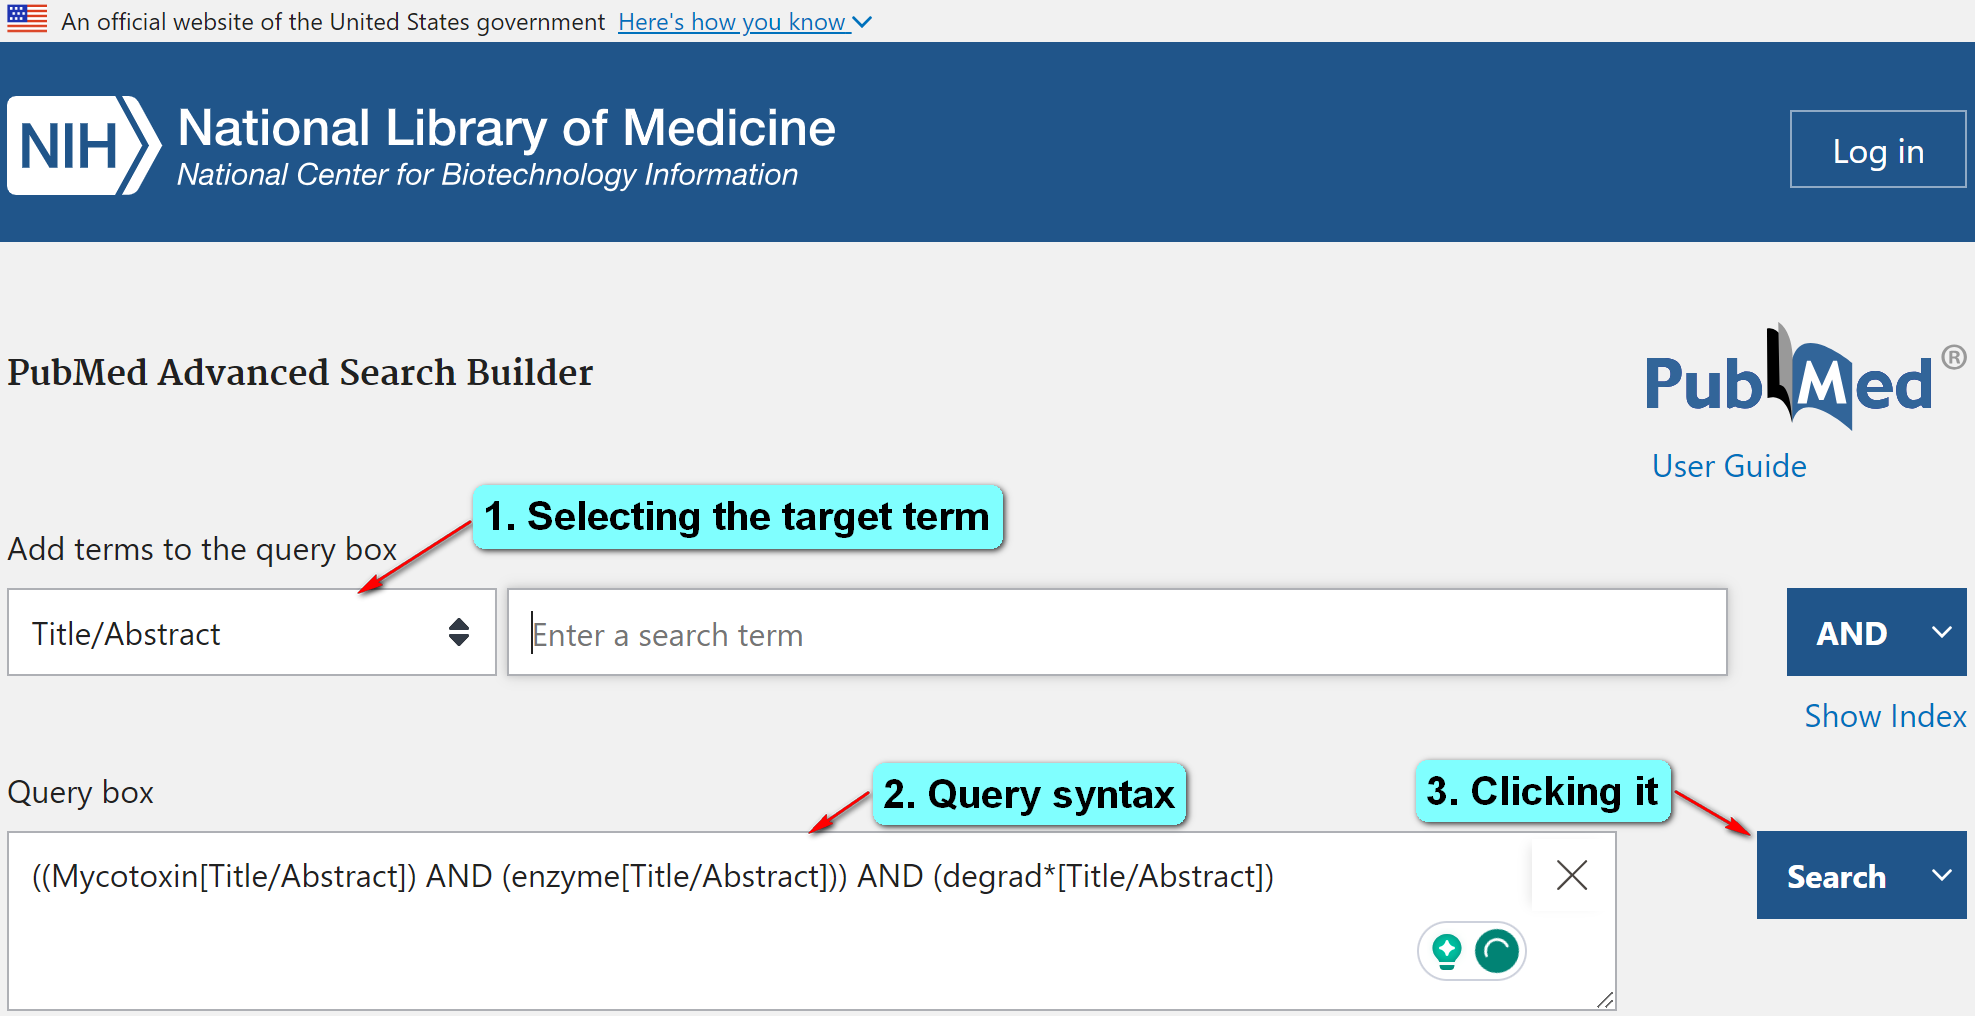 An official website of the United States government Here's how you know
NIH National Library of Medicine
National Center for Biotechnology Information
Log in
PubMed Advanced Search Builder
PubMed®
User Guide
1. Selecting the target term
Add terms to the query box
Title/Abstract Enter a search term AND
Show Index
Query box
2. Query syntax
3. Clicking it
((Mycotoxin[Title/Abstract]) AND (enzyme[Title/Abstract])) AND (degrad*[Title/Abstract])
Search